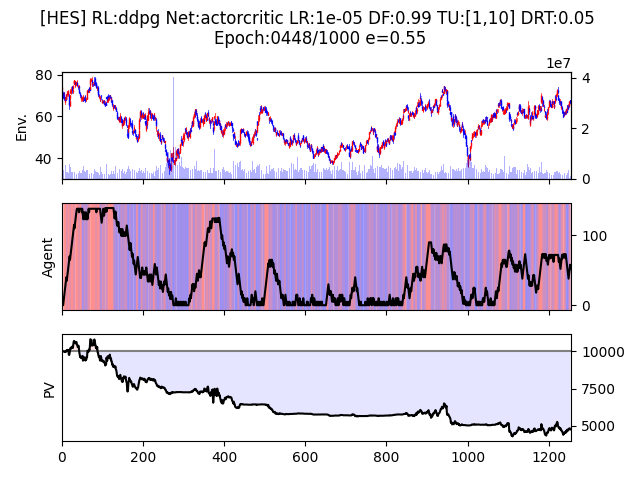 [HES] RL:ddpg Net:actorcritic LR:1e-05 DF:0.99 TU:[1,10] DRT:0.05
Epoch:0448/1000 e=0.55
1e7
80
60
40
Env.
4
2
0
Agent
100
0
PV
10000
7500
5000
0 200 400 600 800 1000 1200